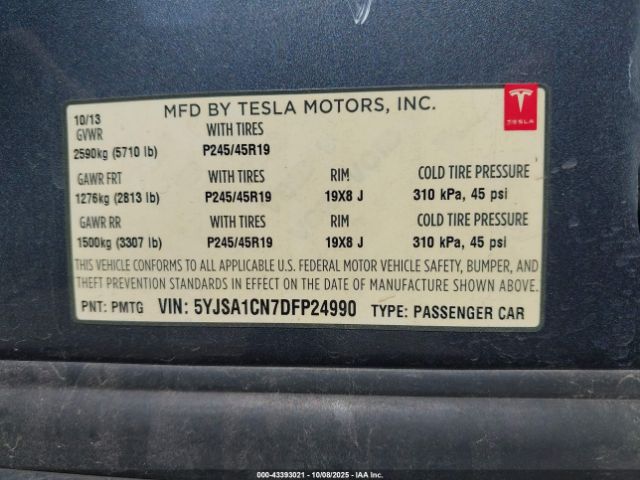 10/13 MFD BY TESLA MOTORS, INC.
TESLA
GVWR WITH TIRES
2590kg (5710 lb) P245/45R19
GAWR FRT WITH TIRES RIM COLD TIRE PRESSURE
1276kg (2813 lb) P245/45R19 19X8 J 310 kPa, 45 psi
GAWR RR WITH TIRES RIM COLD TIRE PRESSURE
1500kg (3307 lb) P245/45R19 19X8 J 310 kPa, 45 psi
THIS VEHICLE CONFORMS TO ALL APPLICABLE U.S. FEDERAL MOTOR VEHICLE SAFETY, BUMPER, AND
THEFT PREVENTION STANDARDS IN EFFECT ON THE DATE OF MANUFACTURE SHOWN ABOVE.
PNT: PMTG VIN: 5YJSA1CN7DFP24990 TYPE: PASSENGER CAR
000-43393021 - 10/08/2025 - IAA Inc.